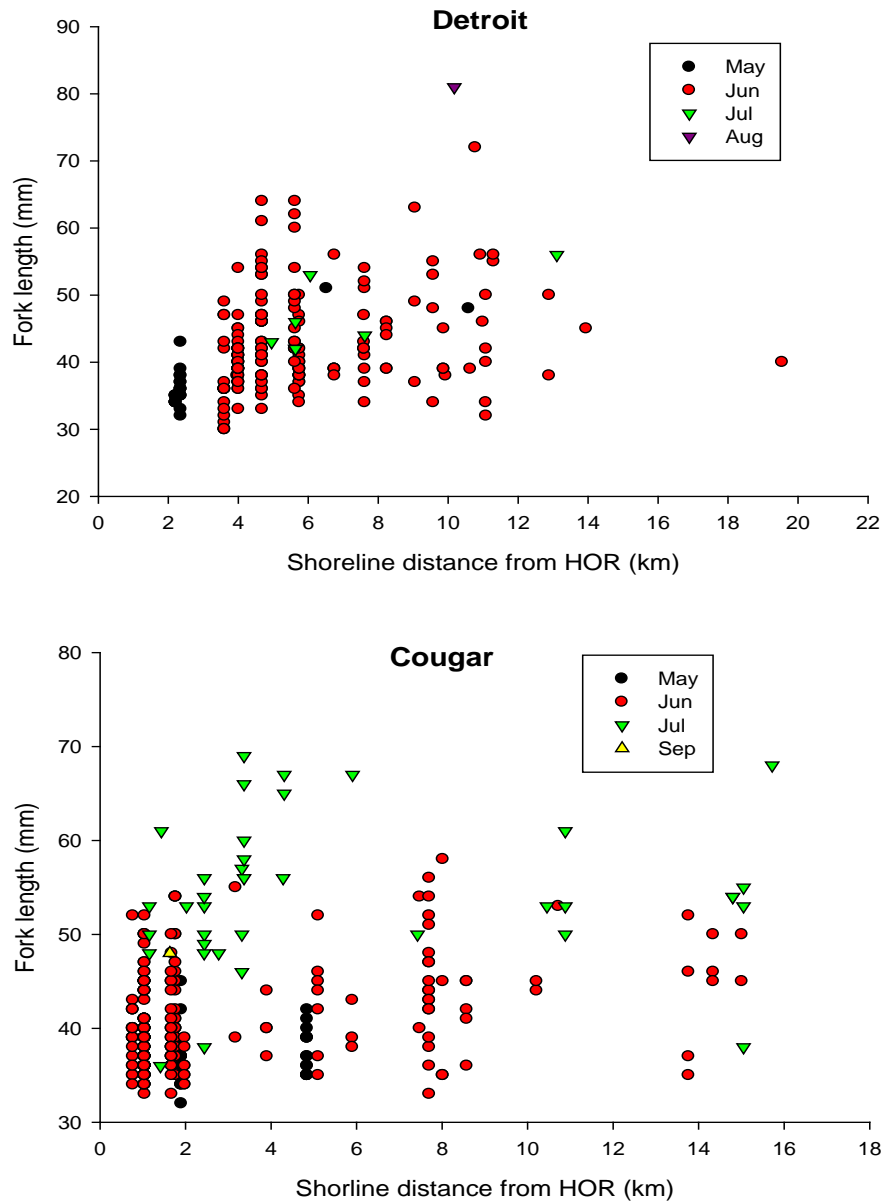 Detroit
90
80
70
60
50
40
30
20
Fork length (mm)
May
Jun
Jul
Aug
0 2 4 6 8 10 12 14 16 18 20 22
Shoreline distance from HOR (km)
Cougar
80
70
60
50
40
30
Fork length (mm)
May
Jun
Jul
Sep
0 2 4 6 8 10 12 14 16 18
Shorline distance from HOR (km)